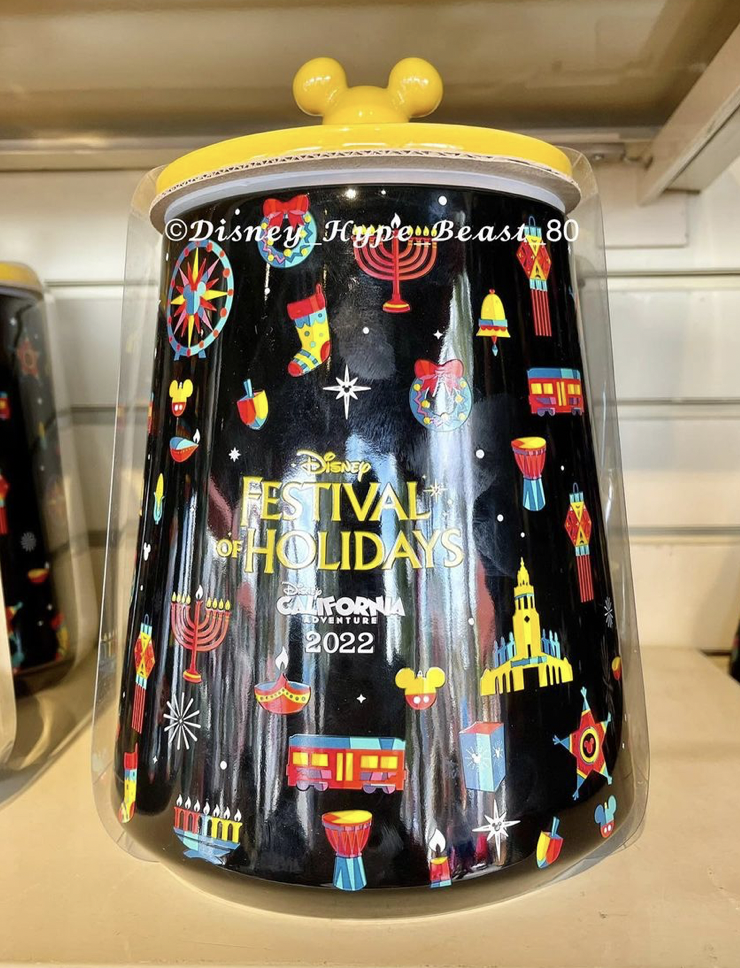 ©Disney_Hype_Beast_80
Disney
FESTIVAL
OF HOLIDAYS
Disney
CALIFORNIA
ADVENTURE
2022